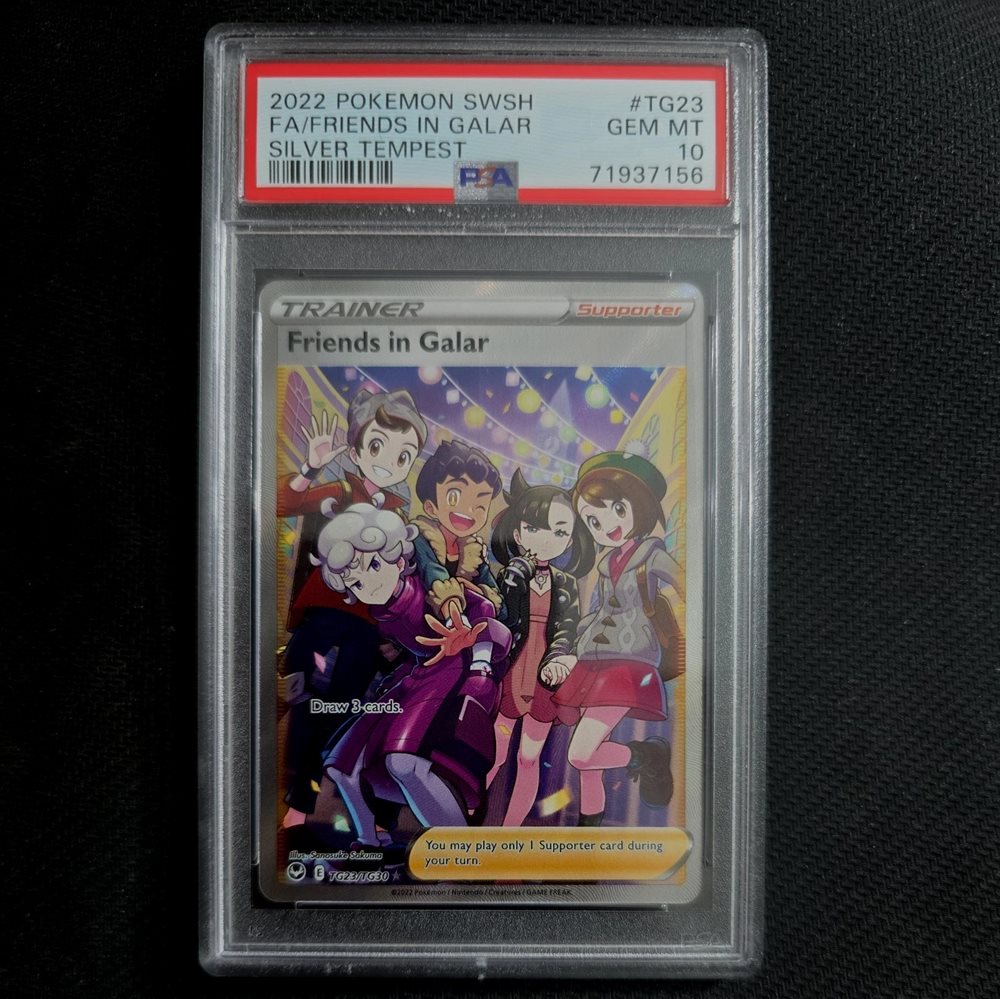 2022 POKEMON SWSH #TG23
FA/FRIENDS IN GALAR GEM MT
SILVER TEMPEST 10
PSA 71937156
TRAINER Supporter
Friends in Galar
Draw 3 cards.
You may play only 1 Supporter card during
your turn.
Illus. Sanosuke Sakuma
E TG23/TG30
©2022 Pokémon / Nintendo / Creatures / GAME FREAK